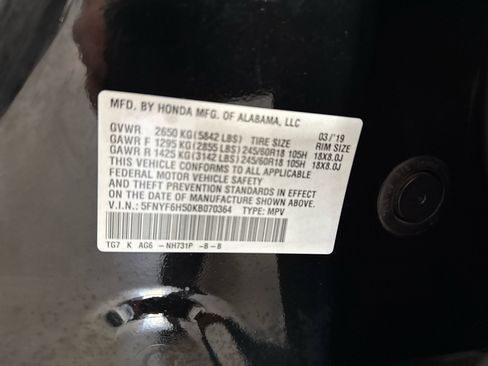 MFD. BY HONDA MFG. OF ALABAMA, LLC
GVWR 2650 KG(5842 LBS) TIRE SIZE 03/'19 RIM SIZE
GAWR F 1295 KG(2855 LBS)245/60R18 105H 18X8.0J
GAWR R 1425 KG(3142 LBS)245/60R18 105H 18X8.0J
THIS VEHICLE CONFORMS TO ALL APPLICABLE
FEDERAL MOTOR VEHICLE SAFETY
AND THEFT PREVENTION STANDARDS IN EFFECT
ON THE DATE OF MANUFACTURE SHOWN ABOVE.
V.I.N.: 5FNYF6H50KB070364 TYPE: MPV
TG7 K AG6 -NH731P -B-B